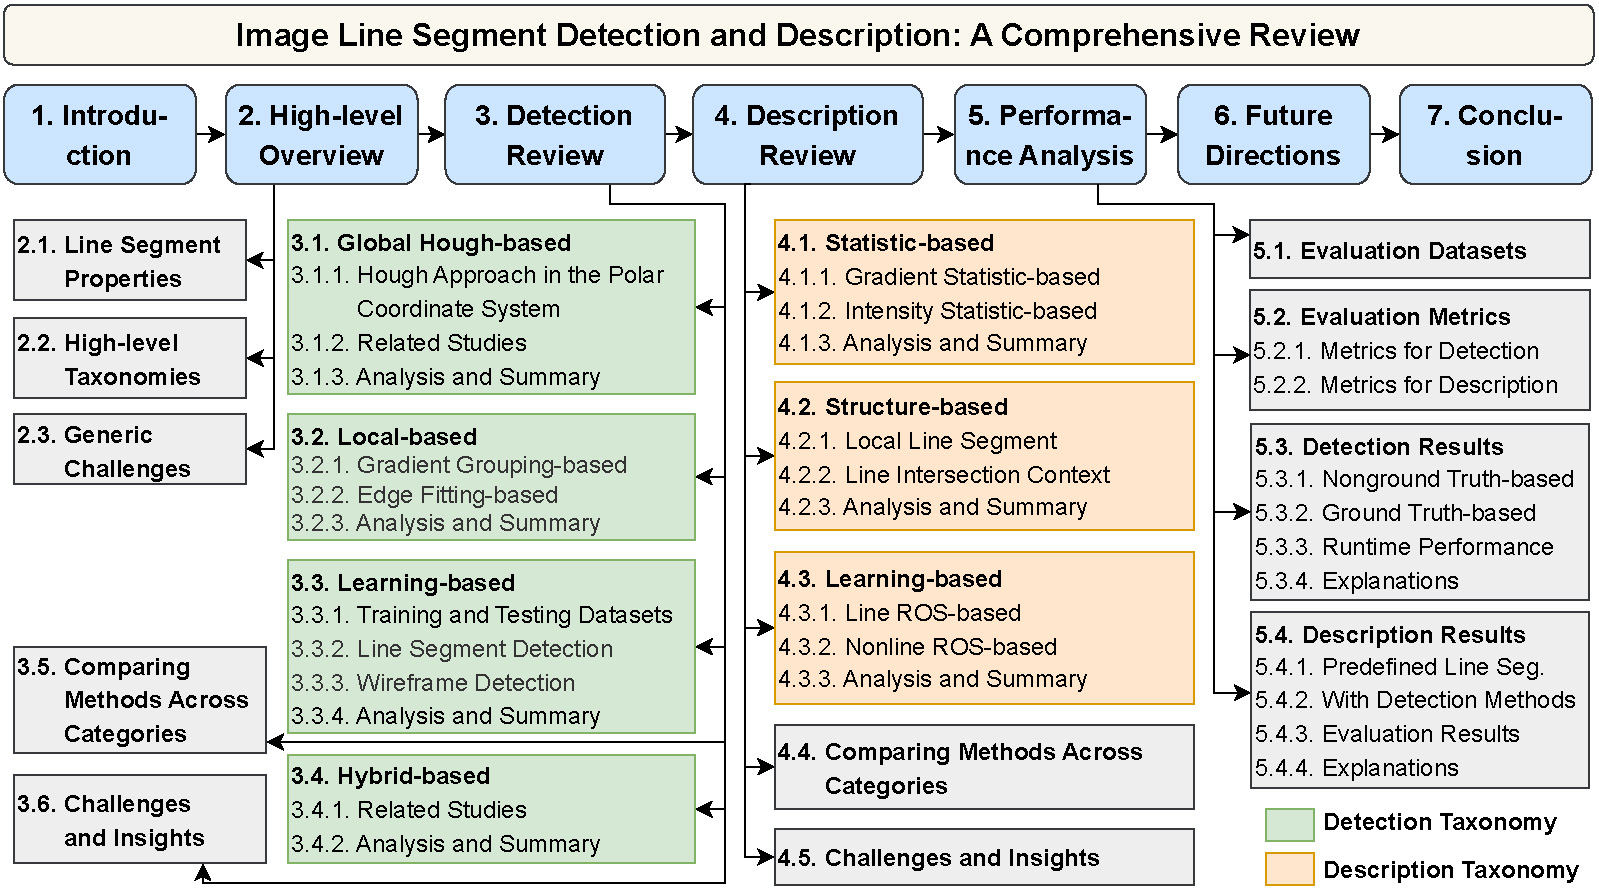 Image Line Segment Detection and Description: A Comprehensive Review
1. Introdu-
ction
2. High-level
Overview
3. Detection
Review
4. Description
Review
5. Performa-
nce Analysis
6. Future
Directions
7. Conclu-
sion
2.1. Line Segment
Properties
2.2. High-level
Taxonomies
2.3. Generic
Challenges
3.1. Global Hough-based
3.1.1. Hough Approach in the Polar
Coordinate System
3.1.2. Related Studies
3.1.3. Analysis and Summary
3.2. Local-based
3.2.1. Gradient Grouping-based
3.2.2. Edge Fitting-based
3.2.3. Analysis and Summary
3.3. Learning-based
3.3.1. Training and Testing Datasets
3.3.2. Line Segment Detection
3.3.3. Wireframe Detection
3.3.4. Analysis and Summary
3.4. Hybrid-based
3.4.1. Related Studies
3.4.2. Analysis and Summary
3.5. Comparing
Methods Across
Categories
3.6. Challenges
and Insights
4.1. Statistic-based
4.1.1. Gradient Statistic-based
4.1.2. Intensity Statistic-based
4.1.3. Analysis and Summary
4.2. Structure-based
4.2.1. Local Line Segment
4.2.2. Line Intersection Context
4.2.3. Analysis and Summary
4.3. Learning-based
4.3.1. Line ROS-based
4.3.2. Nonline ROS-based
4.3.3. Analysis and Summary
4.4. Comparing Methods Across
Categories
4.5. Challenges and Insights
5.1. Evaluation Datasets
5.2. Evaluation Metrics
5.2.1. Metrics for Detection
5.2.2. Metrics for Description
5.3. Detection Results
5.3.1. Nonground Truth-based
5.3.2. Ground Truth-based
5.3.3. Runtime Performance
5.3.4. Explanations
5.4. Description Results
5.4.1. Predefined Line Seg.
5.4.2. With Detection Methods
5.4.3. Evaluation Results
5.4.4. Explanations
Detection Taxonomy
Description Taxonomy